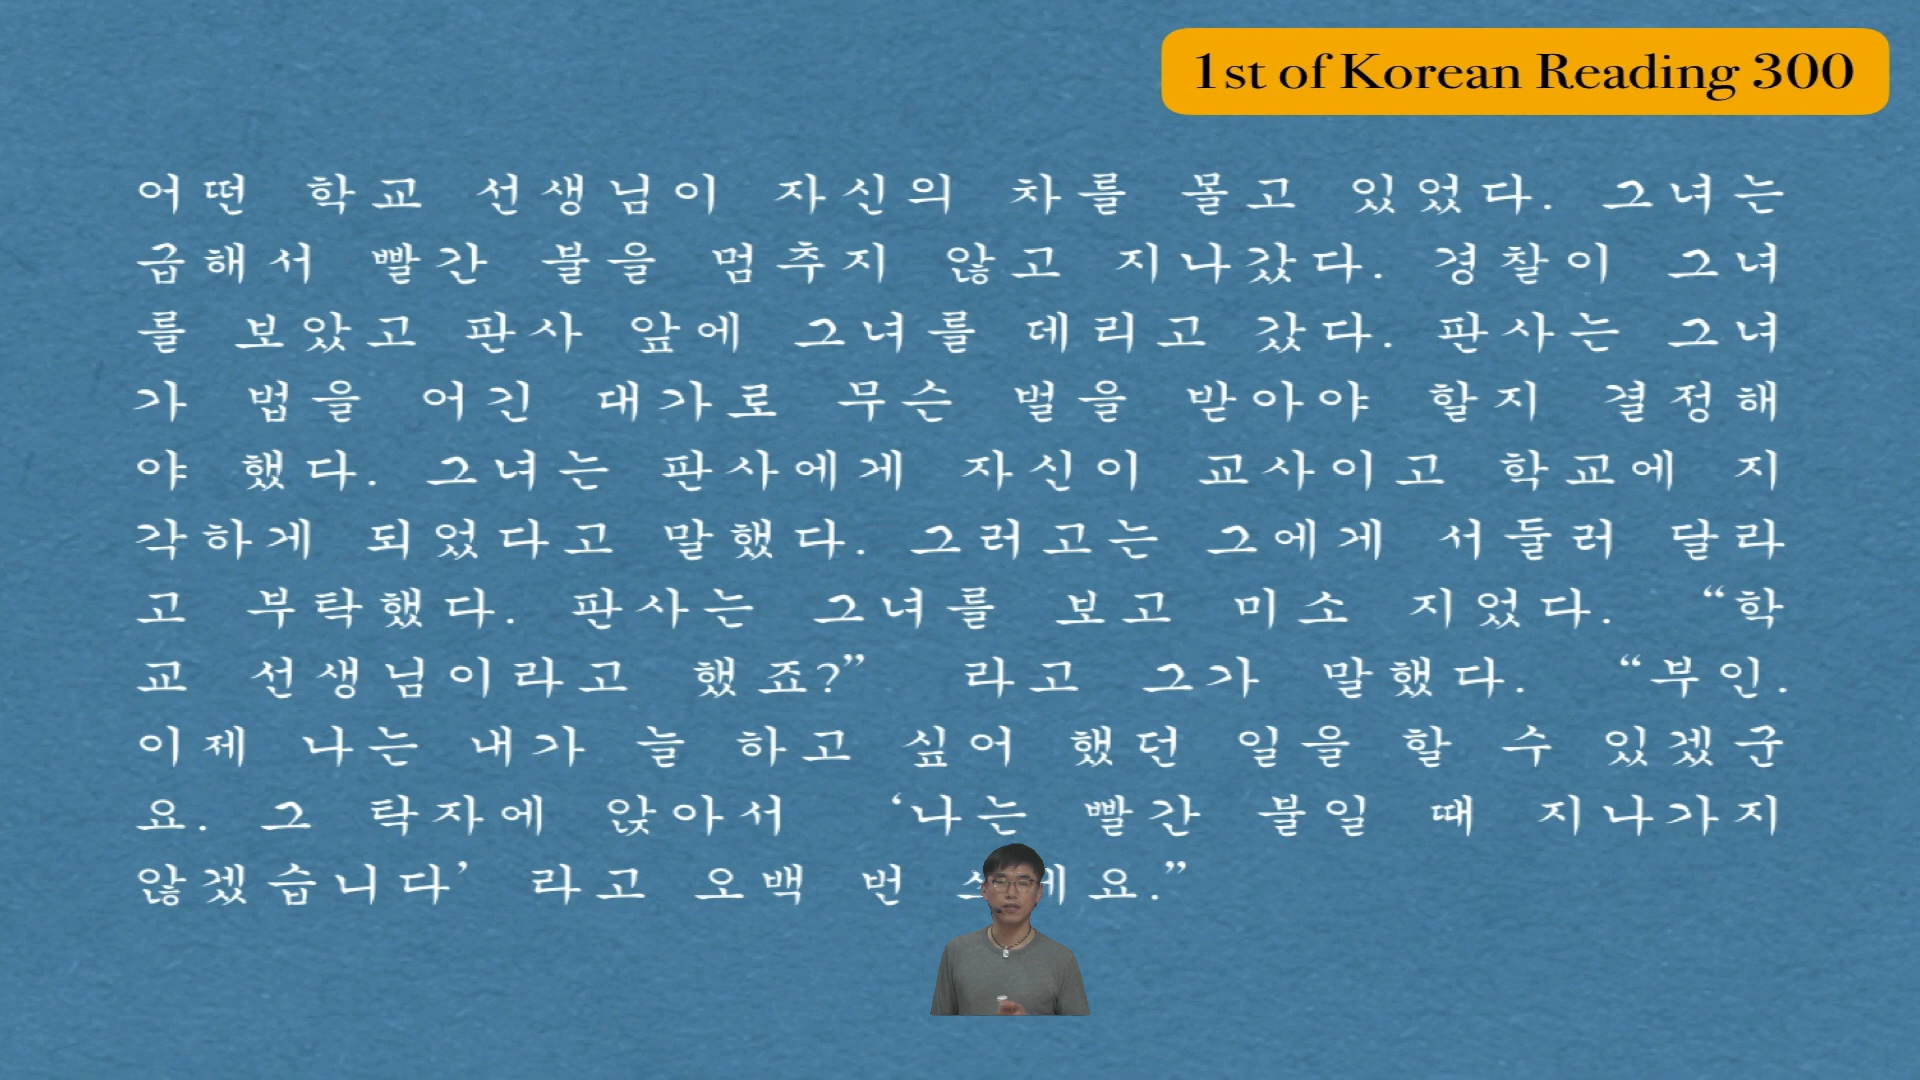 1st of Korean Reading 300
어떤 학교 선생님이 자신의 차를 몰고 있었다. 그녀는
급해서 빨간 불을 멈추지 않고 지나갔다. 경찰이 그녀
를 보았고 판사 앞에 그녀를 데리고 갔다. 판사는 그녀
가 법을 어긴 대가로 무슨 벌을 받아야 할지 결정해
야 했다. 그녀는 판사에게 자신이 교사이고 학교에 지
각하게 되었다고 말했다. 그러고는 그에게 서둘러 달라
고 부탁했다. 판사는 그녀를 보고 미소 지었다. “학
교 선생님이라고 했죠?” 라고 그가 말했다. “부인.
이제 나는 내가 늘 하고 싶어 했던 일을 할 수 있겠군
요. 그 탁자에 앉아서 ‘나는 빨간 불일 때 지나가지
않겠습니다’ 라고 오백 번